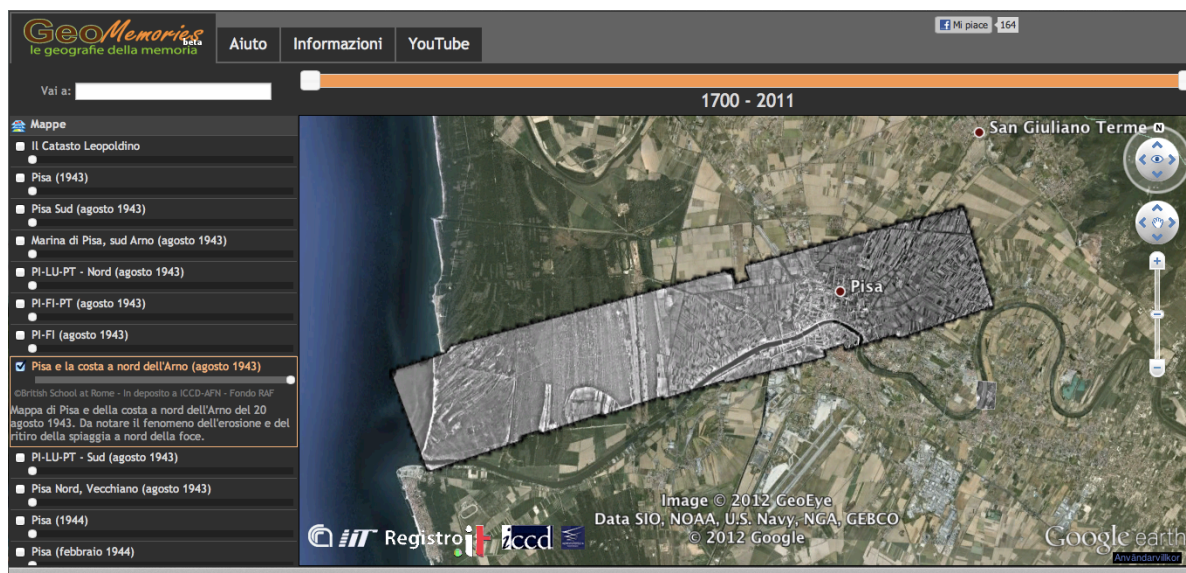 GeoMemories
beta
le geografie della memoria
Aiuto
Informazioni
YouTube
Mi piace
164
Vai a:
1700 - 2011
Mappe
Il Catasto Leopoldino
Pisa (1943)
Pisa Sud (agosto 1943)
Marina di Pisa, sud Arno (agosto 1943)
PI-LU-PT - Nord (agosto 1943)
PI-FI-PT (agosto 1943)
PI-FI (agosto 1943)
Pisa e la costa a nord dell'Arno (agosto 1943)
©British School at Rome - In deposito a ICCD-AFN - Fondo RAF
Mappa di Pisa e della costa a nord dell'Arno del 20
agosto 1943. Da notare il fenomeno dell'erosione e del
ritiro della spiaggia a nord della foce.
PI-LU-PT - Sud (agosto 1943)
Pisa Nord, Vecchiano (agosto 1943)
Pisa (1944)
Pisa (febbraio 1944)
San Giuliano Terme
N
Pisa
Image © 2012 GeoEye
Data SIO, NOAA, U.S. Navy, NGA, GEBCO
© 2012 Google
IIT Registro.it iccd
Google earth
Användarvillkor